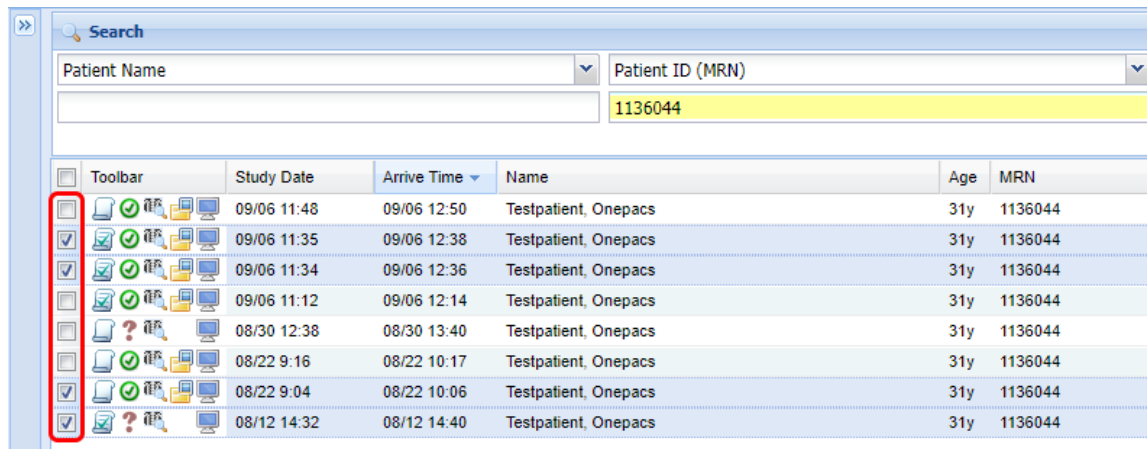 Search
Patient Name Patient ID (MRN)
1136044
Toolbar Study Date Arrive Time Name Age MRN
09/06 11:48 09/06 12:50 Testpatient, Onepacs 31y 1136044
09/06 11:35 09/06 12:38 Testpatient, Onepacs 31y 1136044
09/06 11:34 09/06 12:36 Testpatient, Onepacs 31y 1136044
09/06 11:12 09/06 12:14 Testpatient, Onepacs 31y 1136044
08/30 12:38 08/30 13:40 Testpatient, Onepacs 31y 1136044
08/22 9:16 08/22 10:17 Testpatient, Onepacs 31y 1136044
08/22 9:04 08/22 10:06 Testpatient, Onepacs 31y 1136044
08/12 14:32 08/12 14:40 Testpatient, Onepacs 31y 1136044